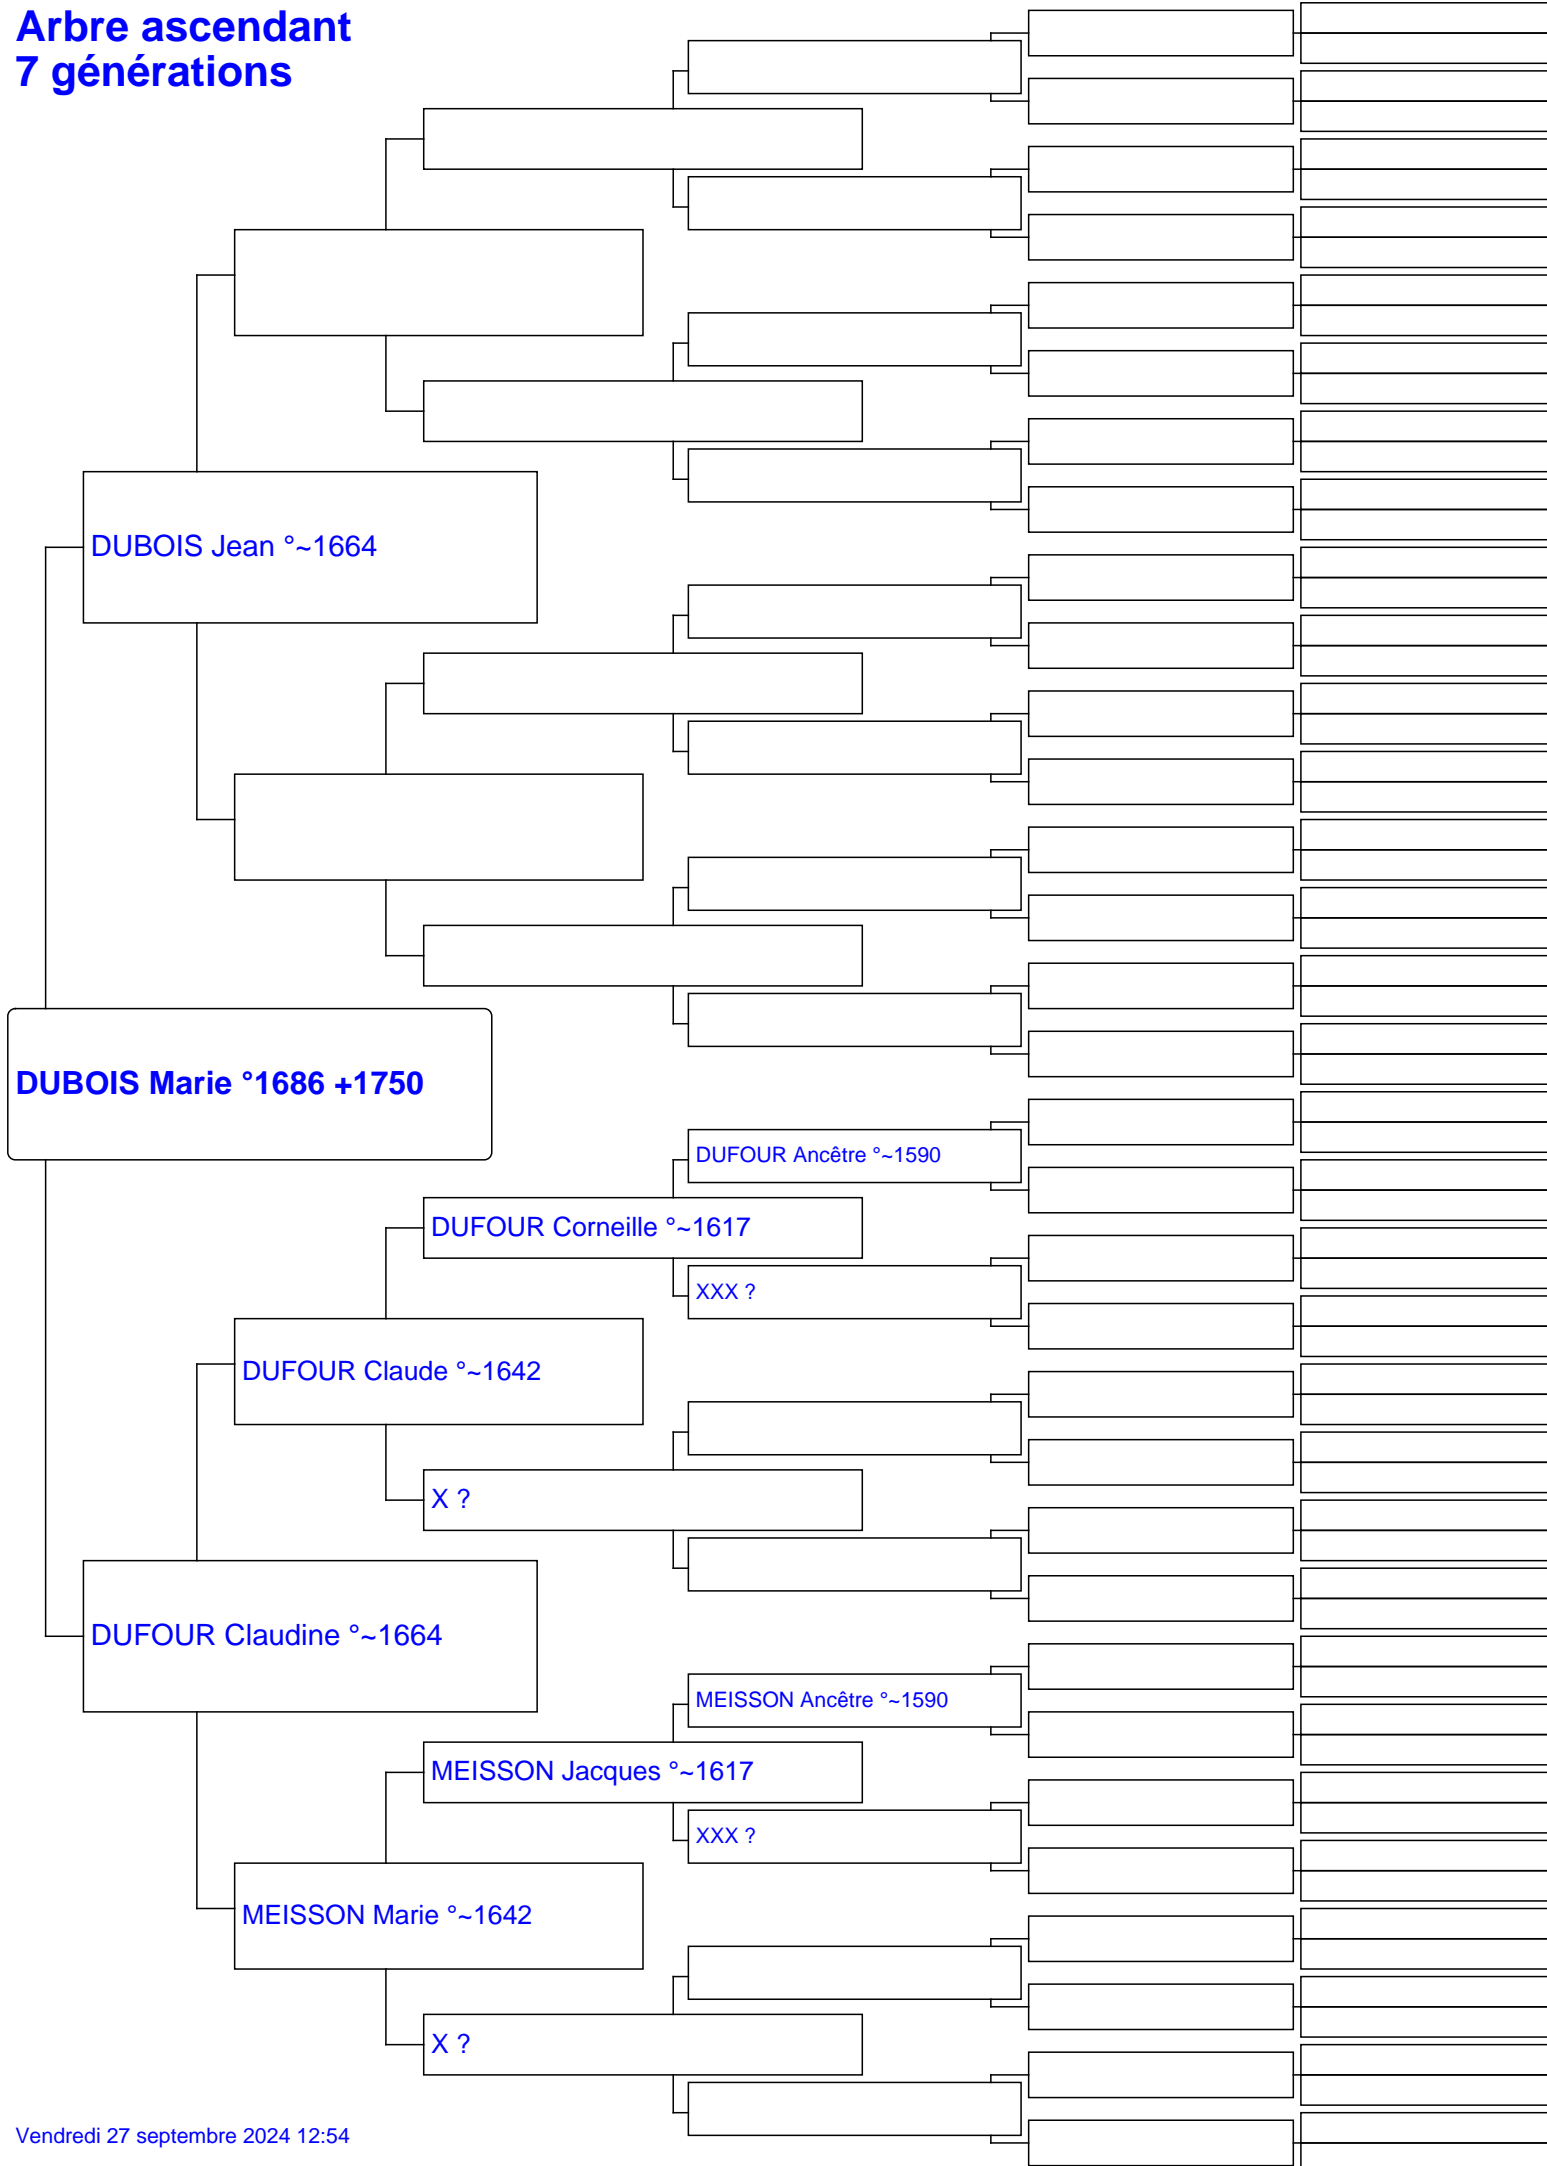 Arbre ascendant
7 générations
DUBOIS Jean °~1664
DUBOIS Marie °1686 +1750
DUFOUR Ancêtre °~1590
DUFOUR Corneille °~1617
XXX ?
DUFOUR Claude °~1642
X ?
DUFOUR Claudine °~1664
MEISSON Ancêtre °~1590
MEISSON Jacques °~1617
XXX ?
MEISSON Marie °~1642
X ?
Vendredi 27 septembre 2024 12:54